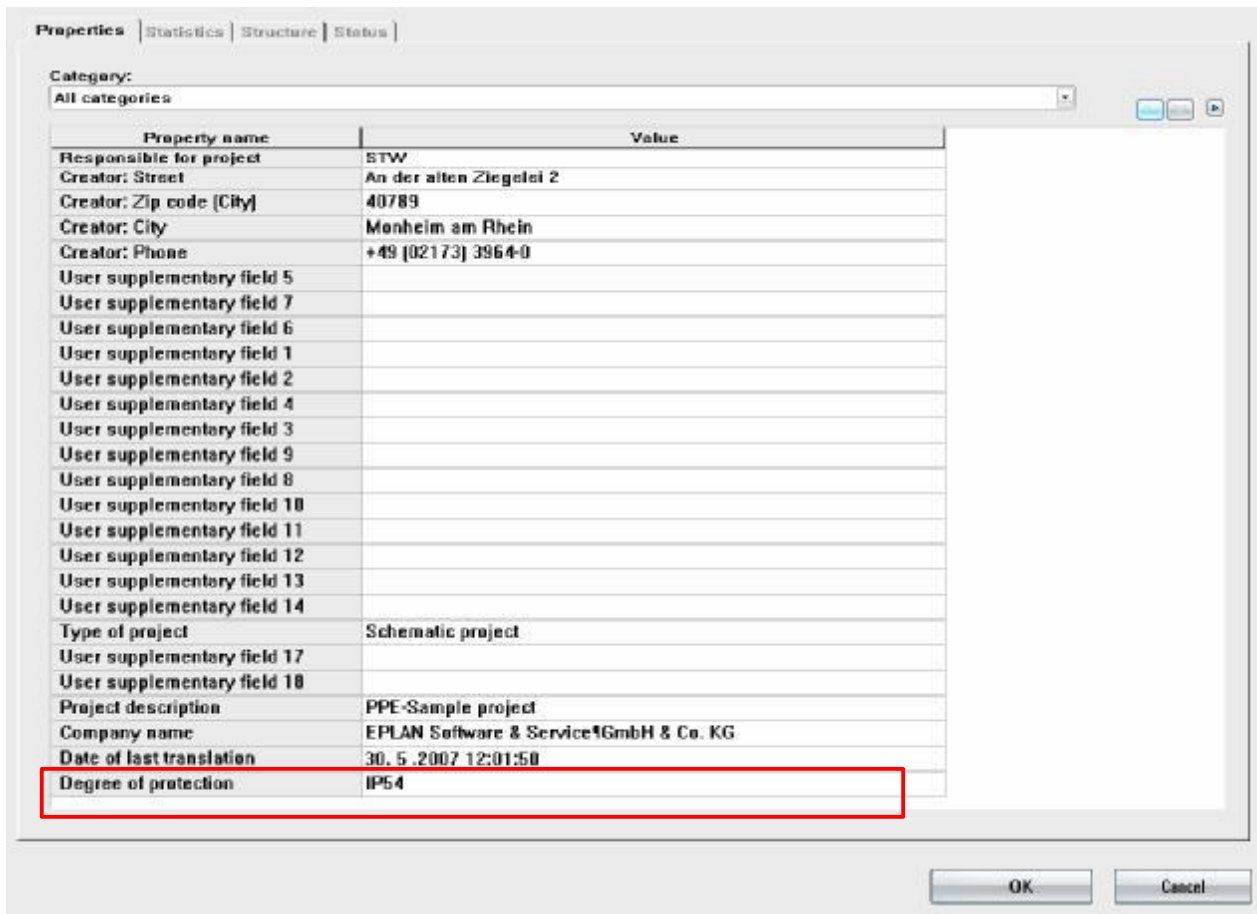 Properties Statistics Structure Status
Category:
All categories
Property name Value
Responsible for project STW
Creator: Street An der alten Ziegelei 2
Creator: Zip code [City] 40789
Creator: City Monheim am Rhein
Creator: Phone +49 (02173) 3964-0
User supplementary field 5
User supplementary field 7
User supplementary field 6
User supplementary field 1
User supplementary field 2
User supplementary field 4
User supplementary field 3
User supplementary field 9
User supplementary field 8
User supplementary field 10
User supplementary field 11
User supplementary field 12
User supplementary field 13
User supplementary field 14
Type of project Schematic project
User supplementary field 17
User supplementary field 18
Project description PPE-Sample project
Company name EPLAN Software & Service¶GmbH & Co. KG
Date of last translation 30. 5 .2007 12:01:50
Degree of protection IP54
OK Cancel